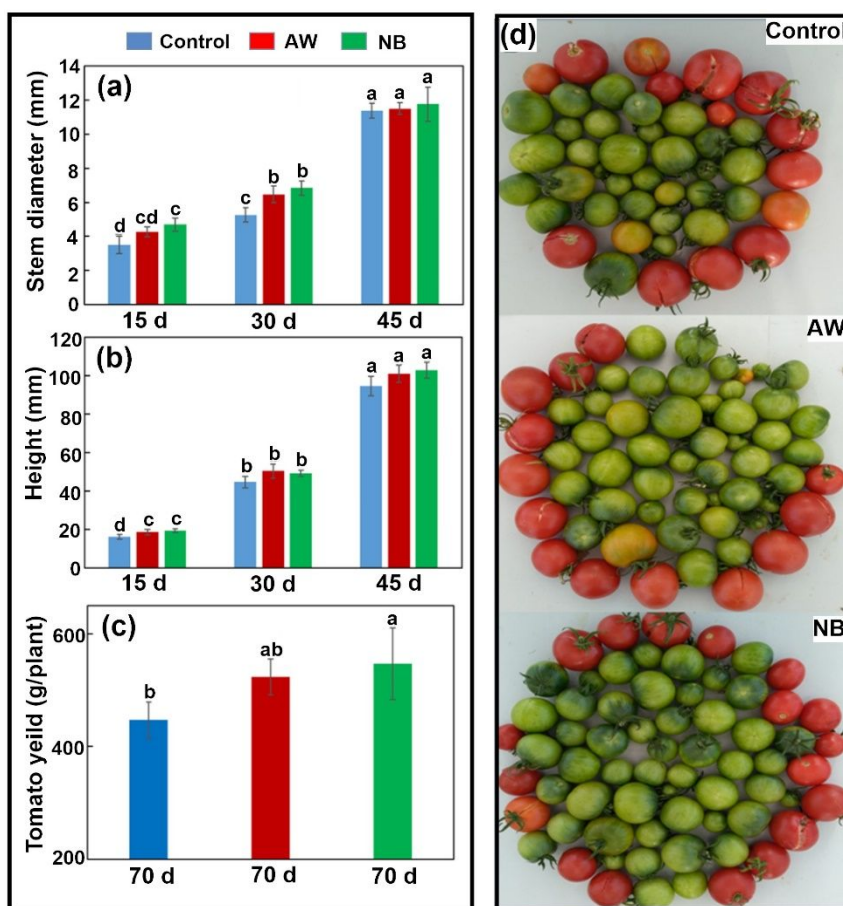 Control AW NB
(a)
Stem diameter (mm)
14
12
10
8
6
4
2
0
d cd c
c b b
a a a
15 d 30 d 45 d
(b)
Height (mm)
120
100
80
60
40
20
0
d c c
b b b
a a a
15 d 30 d 45 d
(c)
Tomato yeild (g/plant)
600
400
200
b ab a
70 d 70 d 70 d
(d)
Control
AW
NB